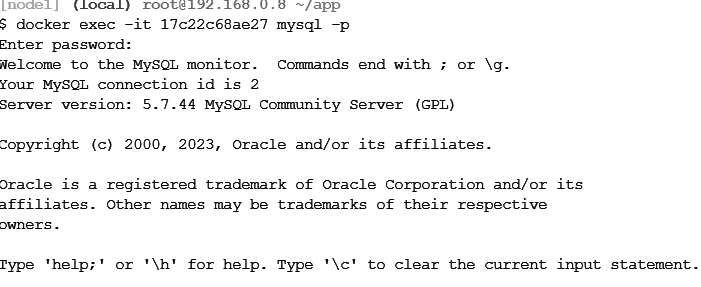 [node1] (local) root@192.168.0.8 ~/app
$ docker exec -it 17c22c68ae27 mysql -p
Enter password:
Welcome to the MySQL monitor.  Commands end with ; or \g.
Your MySQL connection id is 2
Server version: 5.7.44 MySQL Community Server (GPL)
Copyright (c) 2000, 2023, Oracle and/or its affiliates.
Oracle is a registered trademark of Oracle Corporation and/or its
affiliates. Other names may be trademarks of their respective
owners.
Type 'help;' or '\h' for help. Type '\c' to clear the current input statement.